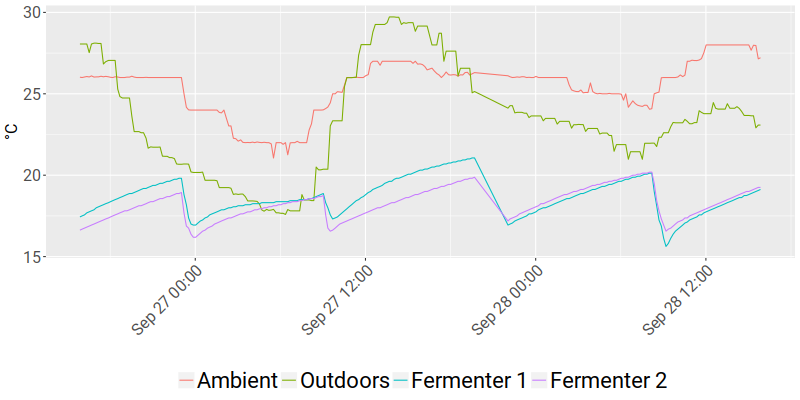 30
25
20
15
°C
Sep 27 00:00
Sep 27 12:00
Sep 28 00:00
Sep 28 12:00
Ambient Outdoors Fermenter 1 Fermenter 2